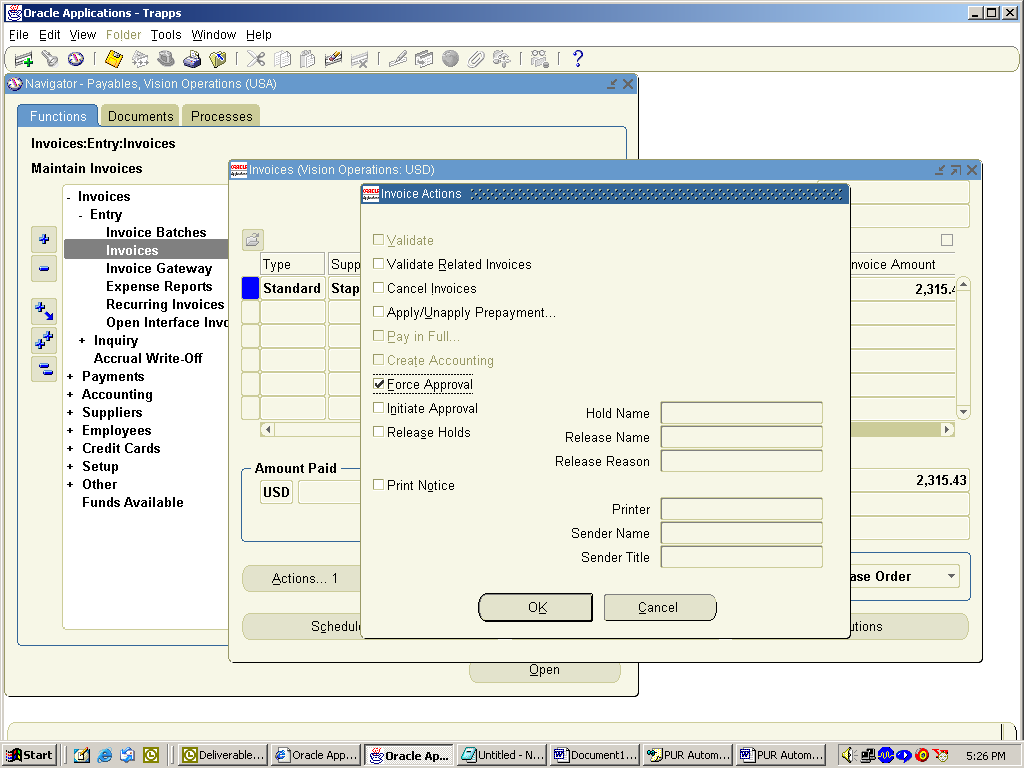 Oracle Applications - Trapps
File Edit View Folder Tools Window Help
Navigator - Payables, Vision Operations (USA)
Functions Documents Processes
Invoices:Entry:Invoices
Maintain Invoices
- Invoices
- Entry
Invoice Batches
Invoices
Invoice Gateway
Expense Reports
Recurring Invoices
Open Interface Invo
+ Inquiry
Accrual Write-Off
+ Payments
+ Accounting
+ Suppliers
+ Employees
+ Credit Cards
+ Setup
+ Other
Funds Available
Open
Invoices (Vision Operations: USD)
Type Supp nvoice Amount
Standard Stap 2,315.4
Amount Paid
USD
2,315.43
Actions... 1
ase Order
Schedule
utions
Invoice Actions
Validate
Validate Related Invoices
Cancel Invoices
Apply/Unapply Prepayment...
Pay in Full...
Create Accounting
Force Approval
Initiate Approval
Release Holds
Hold Name
Release Name
Release Reason
Print Notice
Printer
Sender Name
Sender Title
OK Cancel
Start Deliverable... Oracle App... Oracle Ap... Untitled - N... Document1... PUR Autom... PUR Autom... 5:26 PM